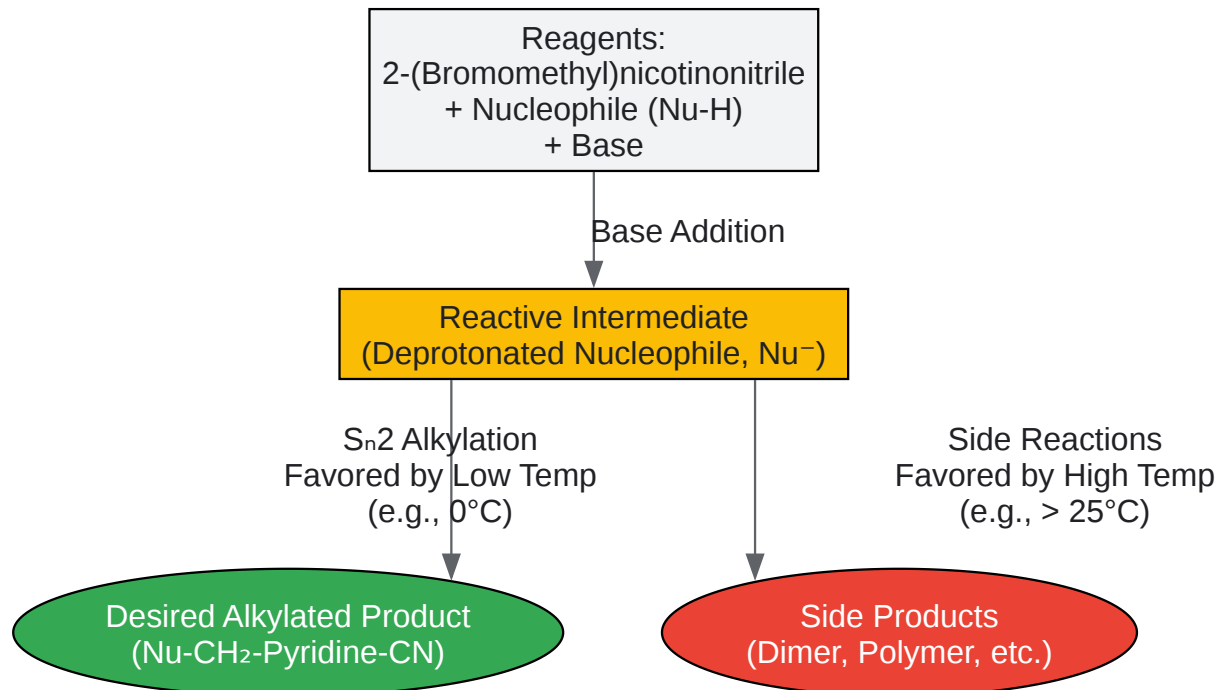 Reagents:
2-(Bromomethyl)nicotinonitrile
+ Nucleophile (Nu-H)
+ Base
Base Addition
Reactive Intermediate
(Deprotonated Nucleophile, Nu⁻)
Sₙ2 Alkylation
Favored by Low Temp
(e.g., 0°C)
Side Reactions
Favored by High Temp
(e.g., > 25°C)
Desired Alkylated Product
(Nu-CH₂-Pyridine-CN)
Side Products
(Dimer, Polymer, etc.)